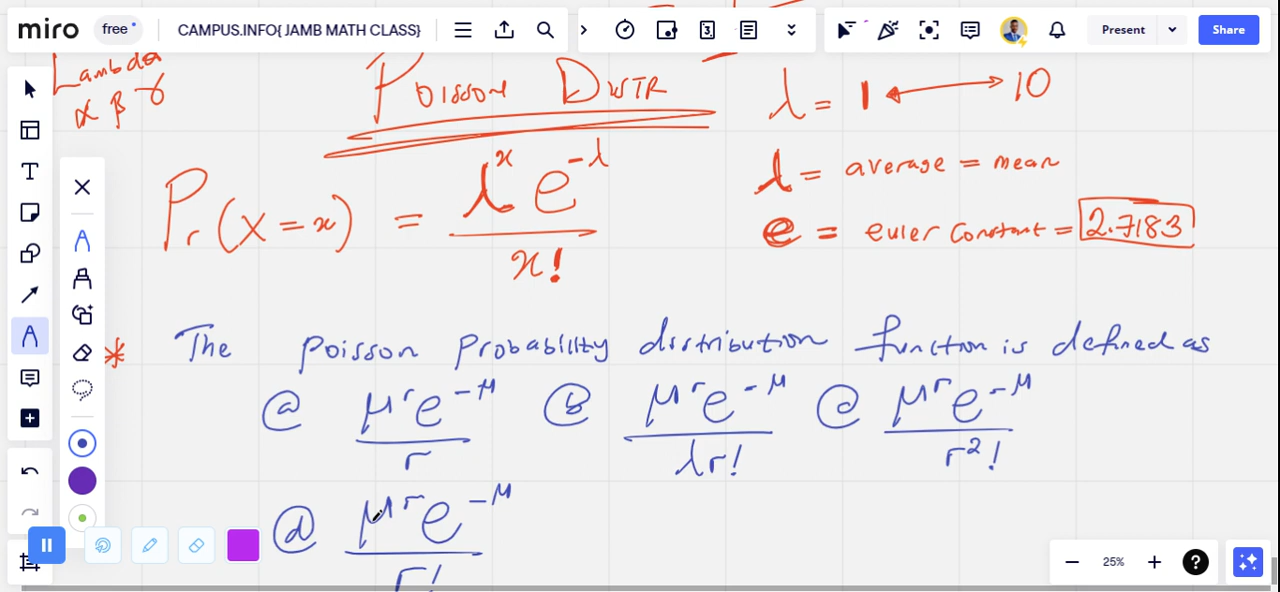 miro free CAMPUS.INFO{ JAMB MATH CLASS} Present Share
Lambda
α β γ
Poisson DISTR
λ = 1 ⟷ 10
Pr (X = x) = λ^x e^-λ / x!
λ = average = mean
e = euler Constant = 2.7183
* The poisson probability distribution function is defined as
ⓐ μ^r e^-μ / r ⓑ μ^r e^-μ / λr! ⓒ μ^r e^-μ / r²!
ⓓ μ^r e^-μ / r!
25%